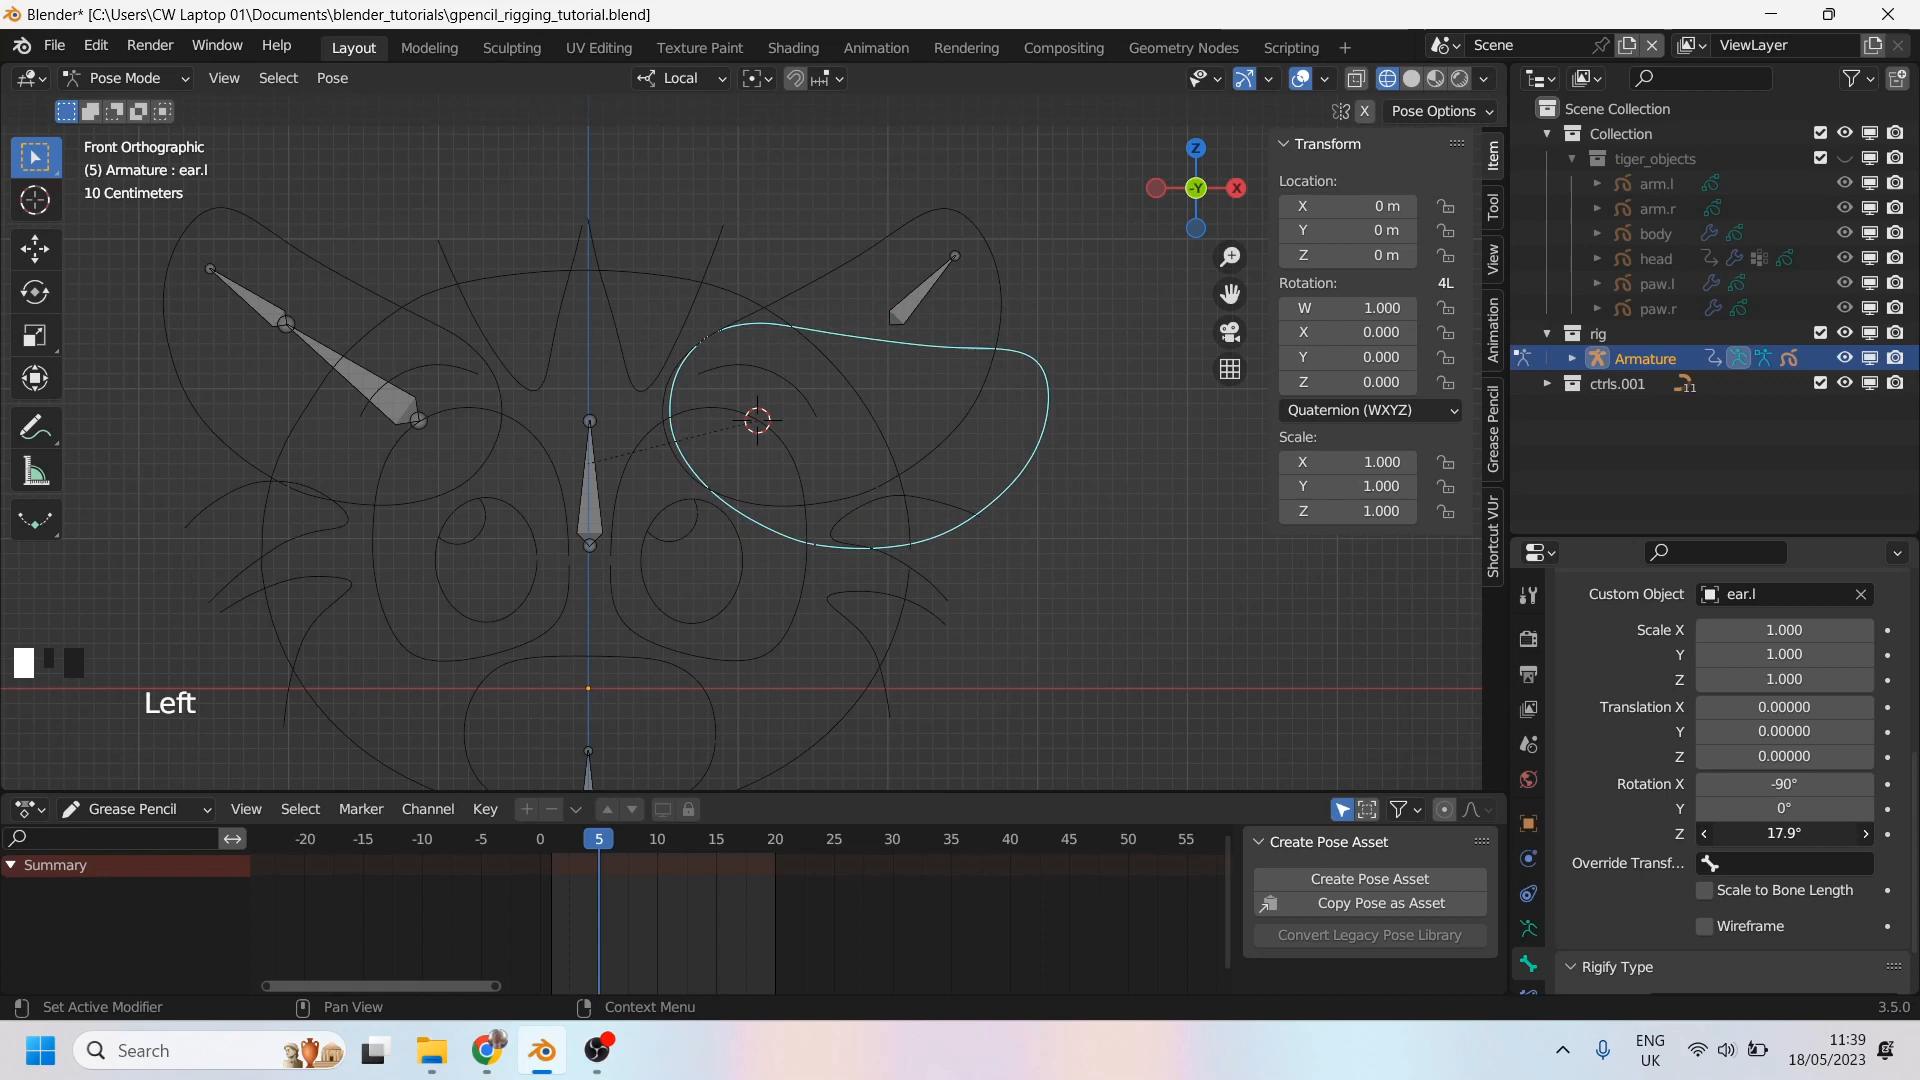 Blender* [C:\Users\CW Laptop 01\Documents\blender_tutorials\gpencil_rigging_tutorial.blend]
File Edit Render Window Help Layout Modeling Sculpting UV Editing Texture Paint Shading Animation Rendering Compositing Geometry Nodes Scripting + Scene ViewLayer
Pose Mode View Select Pose Local
X Pose Options
Front Orthographic
(5) Armature : ear.l
10 Centimeters
Z
-Y X
Transform
Location:
X 0 m
Y 0 m
Z 0 m
Rotation: 4L
W 1.000
X 0.000
Y 0.000
Z 0.000
Quaternion (WXYZ)
Scale:
X 1.000
Y 1.000
Z 1.000
Item
Tool
View
Animation
Grease Pencil
Shortcut VUr
Scene Collection
Collection
tiger_objects
arm.l
arm.r
body
head
paw.l
paw.r
rig
Armature
ctrls.001 11
Custom Object ear.l
Scale X 1.000
Y 1.000
Z 1.000
Translation X 0.00000
Y 0.00000
Z 0.00000
Rotation X -90°
Y 0°
Z 17.9°
Override Transf...
Scale to Bone Length
Wireframe
Rigify Type
Left
Grease Pencil View Select Marker Channel Key
-20 -15 -10 -5 0 5 10 15 20 25 30 35 40 45 50 55
Summary
Create Pose Asset
Create Pose Asset
Copy Pose as Asset
Convert Legacy Pose Library
Set Active Modifier Pan View Context Menu 3.5.0
Search
ENG
UK
11:39
18/05/2023